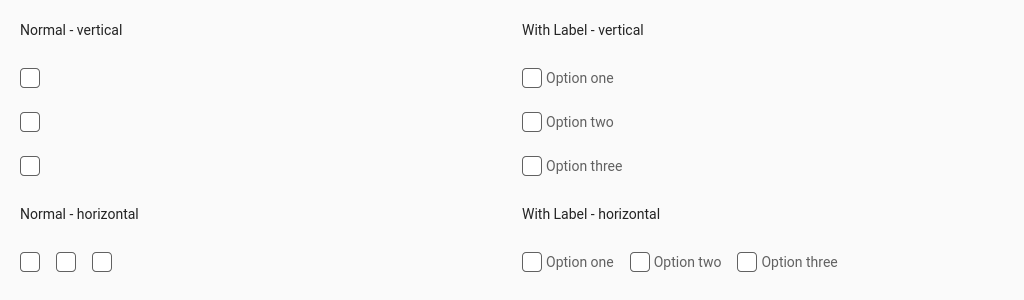 Normal - vertical
With Label - vertical
Option one
Option two
Option three
Normal - horizontal
With Label - horizontal
Option one Option two Option three